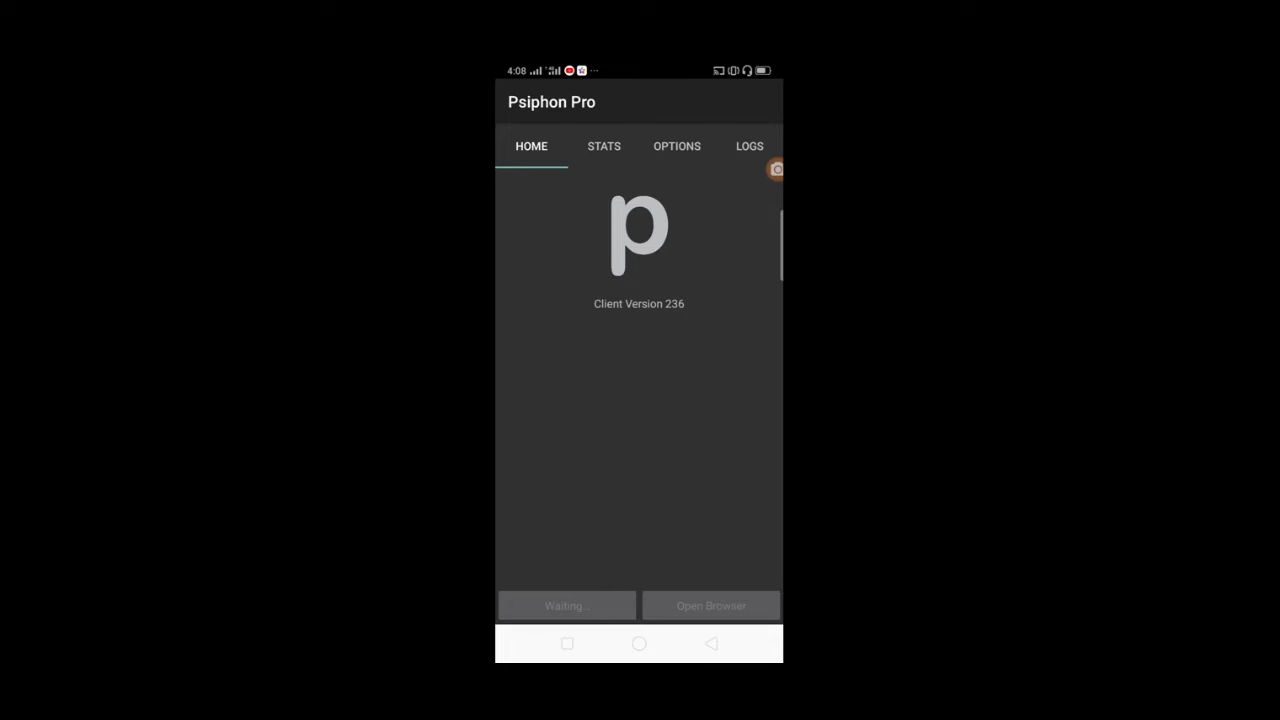 4:08
Psiphon Pro
HOME STATS OPTIONS LOGS
p
Client Version 236
Waiting... Open Browser